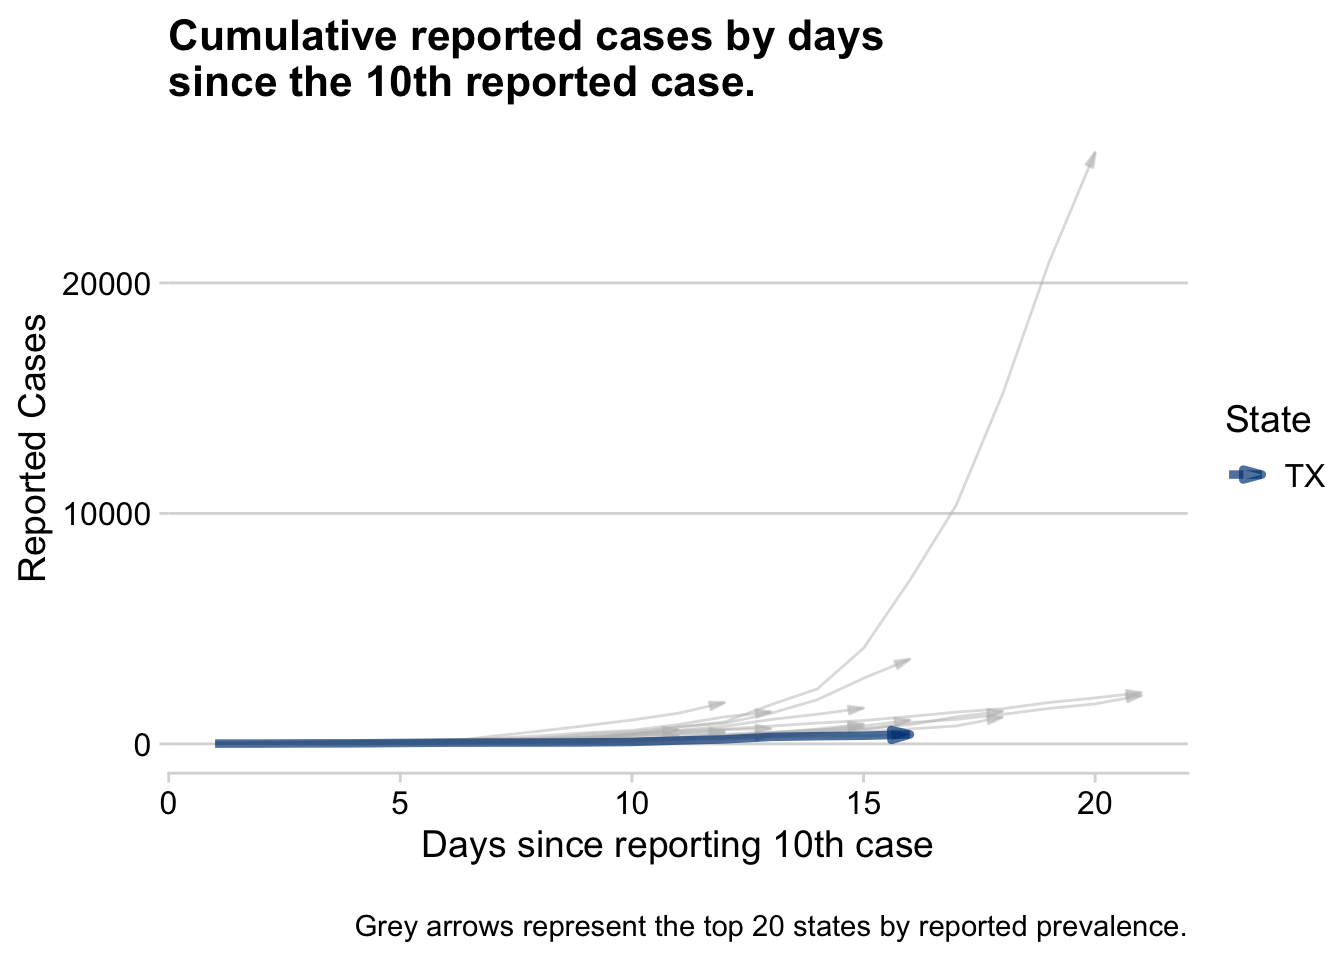 Cumulative reported cases by days
since the 10th reported case.
20000
10000
0
Reported Cases
0 5 10 15 20
Days since reporting 10th case
State
TX
Grey arrows represent the top 20 states by reported prevalence.